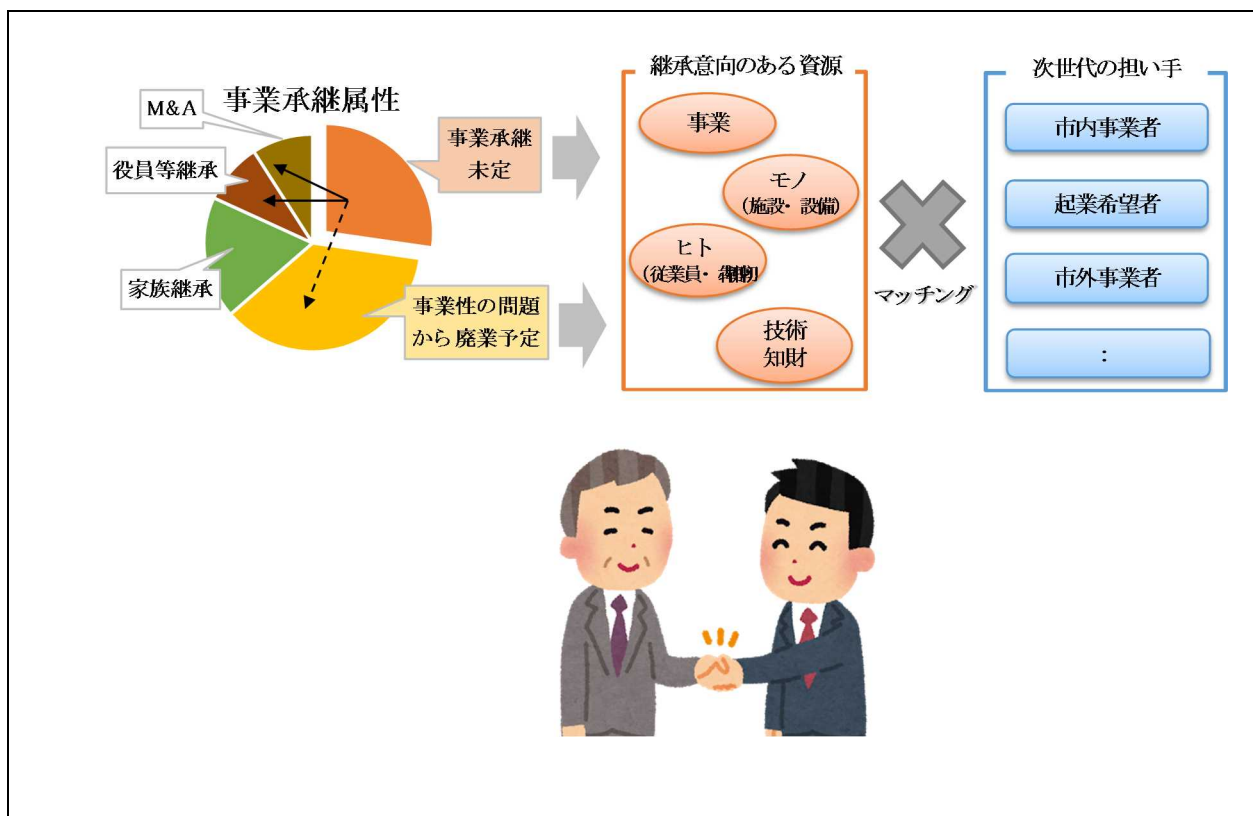 事業承継属性
M&A
役員等継承
家族継承
事業承継
未定
事業性の問題
から廃業予定
継承意向のある資源
事業
モノ
(施設・設備)
ヒト
(従業員・
技術
知財
マッチング
次世代の担い手
市内事業者
起業希望者
市外事業者
: